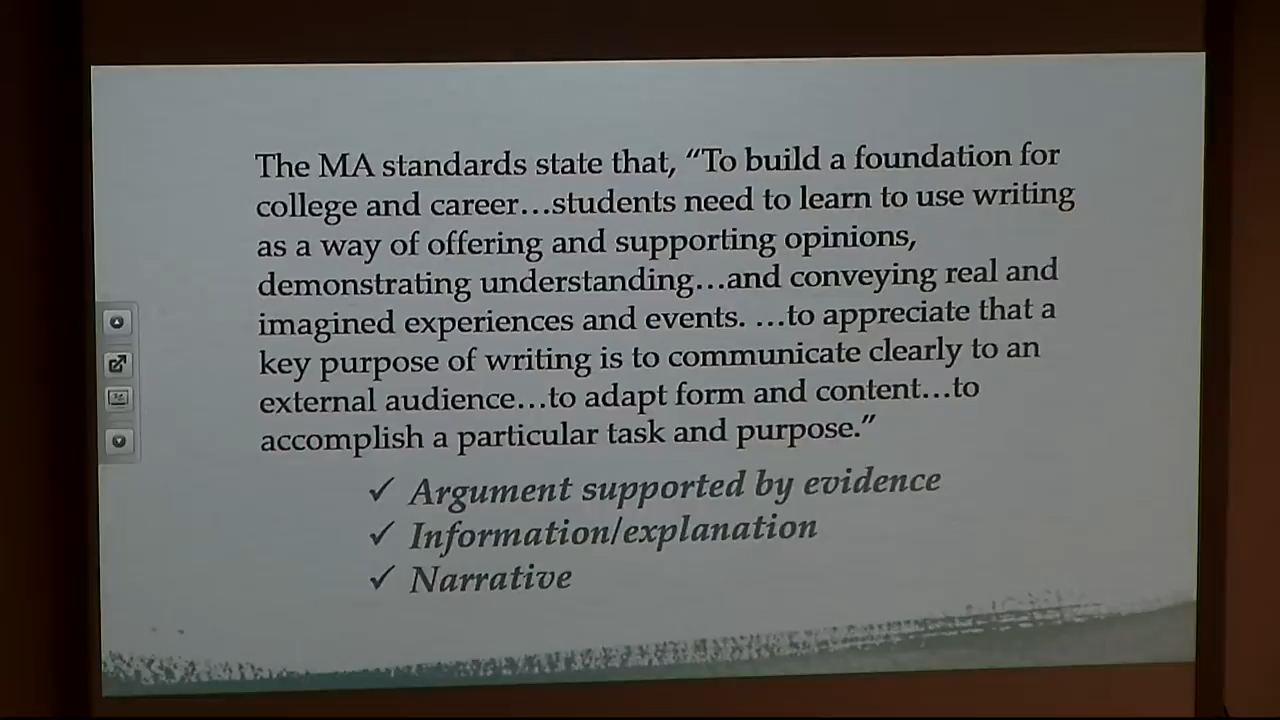 The MA standards state that, “To build a foundation for
college and career…students need to learn to use writing
as a way of offering and supporting opinions,
demonstrating understanding…and conveying real and
imagined experiences and events. …to appreciate that a
key purpose of writing is to communicate clearly to an
external audience…to adapt form and content…to
accomplish a particular task and purpose.”
✓ Argument supported by evidence
✓ Information/explanation
✓ Narrative